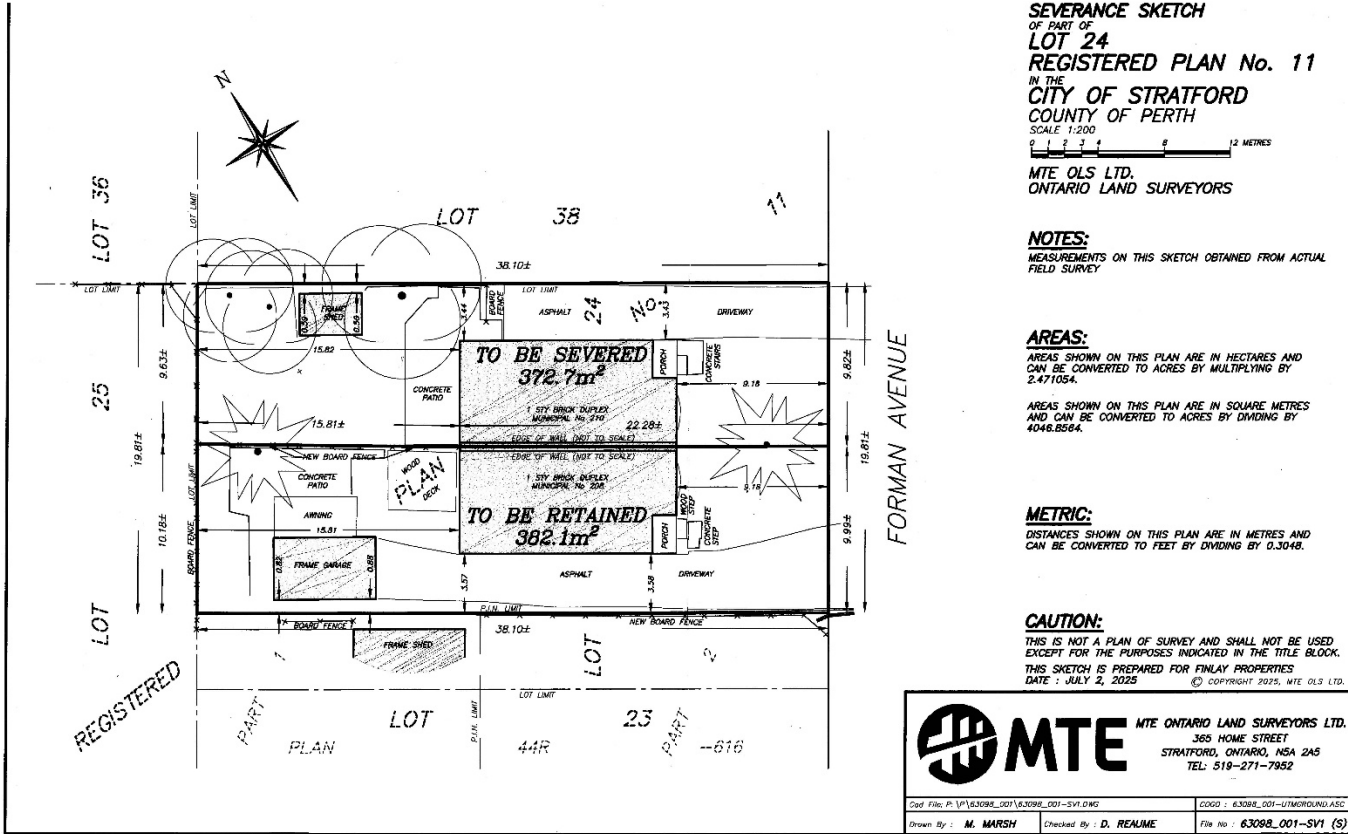 SEVERANCE SKETCH
OF PART OF
LOT 24
REGISTERED PLAN No. 11
IN THE
CITY OF STRATFORD
COUNTY OF PERTH
SCALE 1:200
0 1 2 3 4 8 12 METRES
MTE OLS LTD.
ONTARIO LAND SURVEYORS
NOTES:
MEASUREMENTS ON THIS SKETCH OBTAINED FROM ACTUAL
FIELD SURVEY
AREAS:
AREAS SHOWN ON THIS PLAN ARE IN HECTARES AND
CAN BE CONVERTED TO ACRES BY MULTIPLYING BY
2.471054.
AREAS SHOWN ON THIS PLAN ARE IN SQUARE METRES
AND CAN BE CONVERTED TO ACRES BY DIVIDING BY
4046.8564.
METRIC:
DISTANCES SHOWN ON THIS PLAN ARE IN METRES AND
CAN BE CONVERTED TO FEET BY DIVIDING BY 0.3048.
CAUTION:
THIS IS NOT A PLAN OF SURVEY AND SHALL NOT BE USED
EXCEPT FOR THE PURPOSES INDICATED IN THE TITLE BLOCK.
THIS SKETCH IS PREPARED FOR FINLAY PROPERTIES
DATE : JULY 2, 2025
© COPYRIGHT 2025, MTE OLS LTD.
MTE
MTE ONTARIO LAND SURVEYORS LTD.
365 HOME STREET
STRATFORD, ONTARIO, N5A 2A5
TEL: 519-271-7952
Cad File: P:\P\63098_001\63098_001-SV1.DWG
COGO : 63098_001-UTMGROUND.ASC
Drawn By : M. MARSH
Checked By : D. REAUME
File No : 63098_001-SV1 (S)
N
LOT 36
LOT LIMIT
LOT 38
11
38.10±
LOT LIMIT
LOT LIMIT
FRAME
SHED
0.59
0.59
3.44
BOARD
FENCE
ASPHALT
24
No.
3.43
DRIVEWAY
15.82
TO BE SEVERED
372.7m²
PORCH
CONCRETE
STAIRS
9.63±
9.82±
CONCRETE
PATIO
9.18
1 STY BRICK DUPLEX
MUNICIPAL No 210
15.81±
22.28±
EDGE OF WALL (NOT TO SCALE)
25
19.81±
19.81±
FORMAN AVENUE
NEW BOARD FENCE
EDGE OF WALL (NOT TO SCALE)
CONCRETE
PATIO
WOOD
DECK
PLAN
1 STY BRICK DUPLEX
MUNICIPAL No 208
9.18
LOT LIMIT
AWNING
TO BE RETAINED
382.1m²
WOOD
STEP
PORCH
CONCRETE
STEP
10.18±
9.99±
15.81
BOARD FENCE
FRAME GARAGE
0.82
0.88
3.57
ASPHALT
3.58
DRIVEWAY
P.I.N. LIMIT
LOT
BOARD FENCE
38.10±
NEW BOARD FENCE
1
FRAME SHED
LOT
2
REGISTERED
LOT LIMIT
PART
LOT 23
P.I.N. LIMIT
PART
PLAN 44R -616